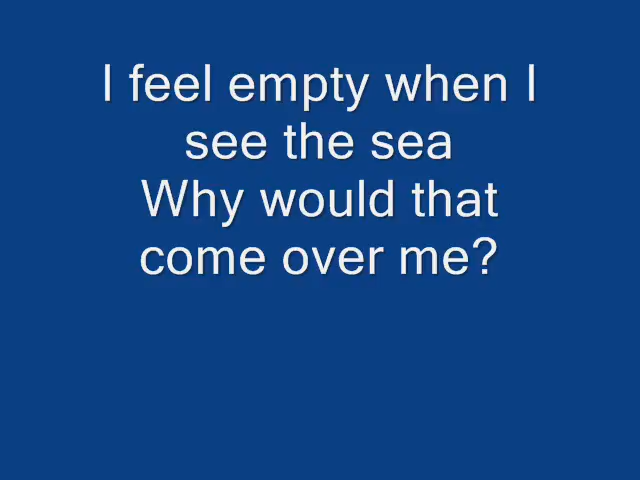 I feel empty when I
see the sea
Why would that
come over me?